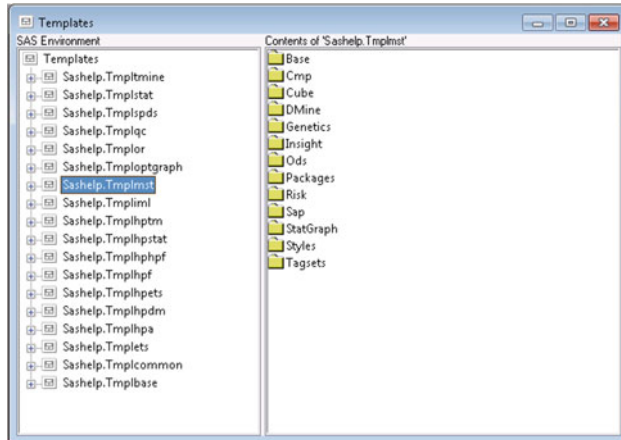 Templates
SAS Environment
Contents of 'Sashelp.Tmplmst'
Templates
Sashelp.Tmpltmine
Sashelp.Tmplstat
Sashelp.Tmplspds
Sashelp.Tmplqc
Sashelp.Tmplor
Sashelp.Tmploptgraph
Sashelp.Tmplmst
Sashelp.Tmpliml
Sashelp.Tmplhptm
Sashelp.Tmplhpstat
Sashelp.Tmplhphpf
Sashelp.Tmplhpf
Sashelp.Tmplhpets
Sashelp.Tmplhpdm
Sashelp.Tmplhpa
Sashelp.Tmplets
Sashelp.Tmplcommon
Sashelp.Tmplbase
Base
Cmp
Cube
DMine
Genetics
Insight
Ods
Packages
Risk
Sap
StatGraph
Styles
Tagsets